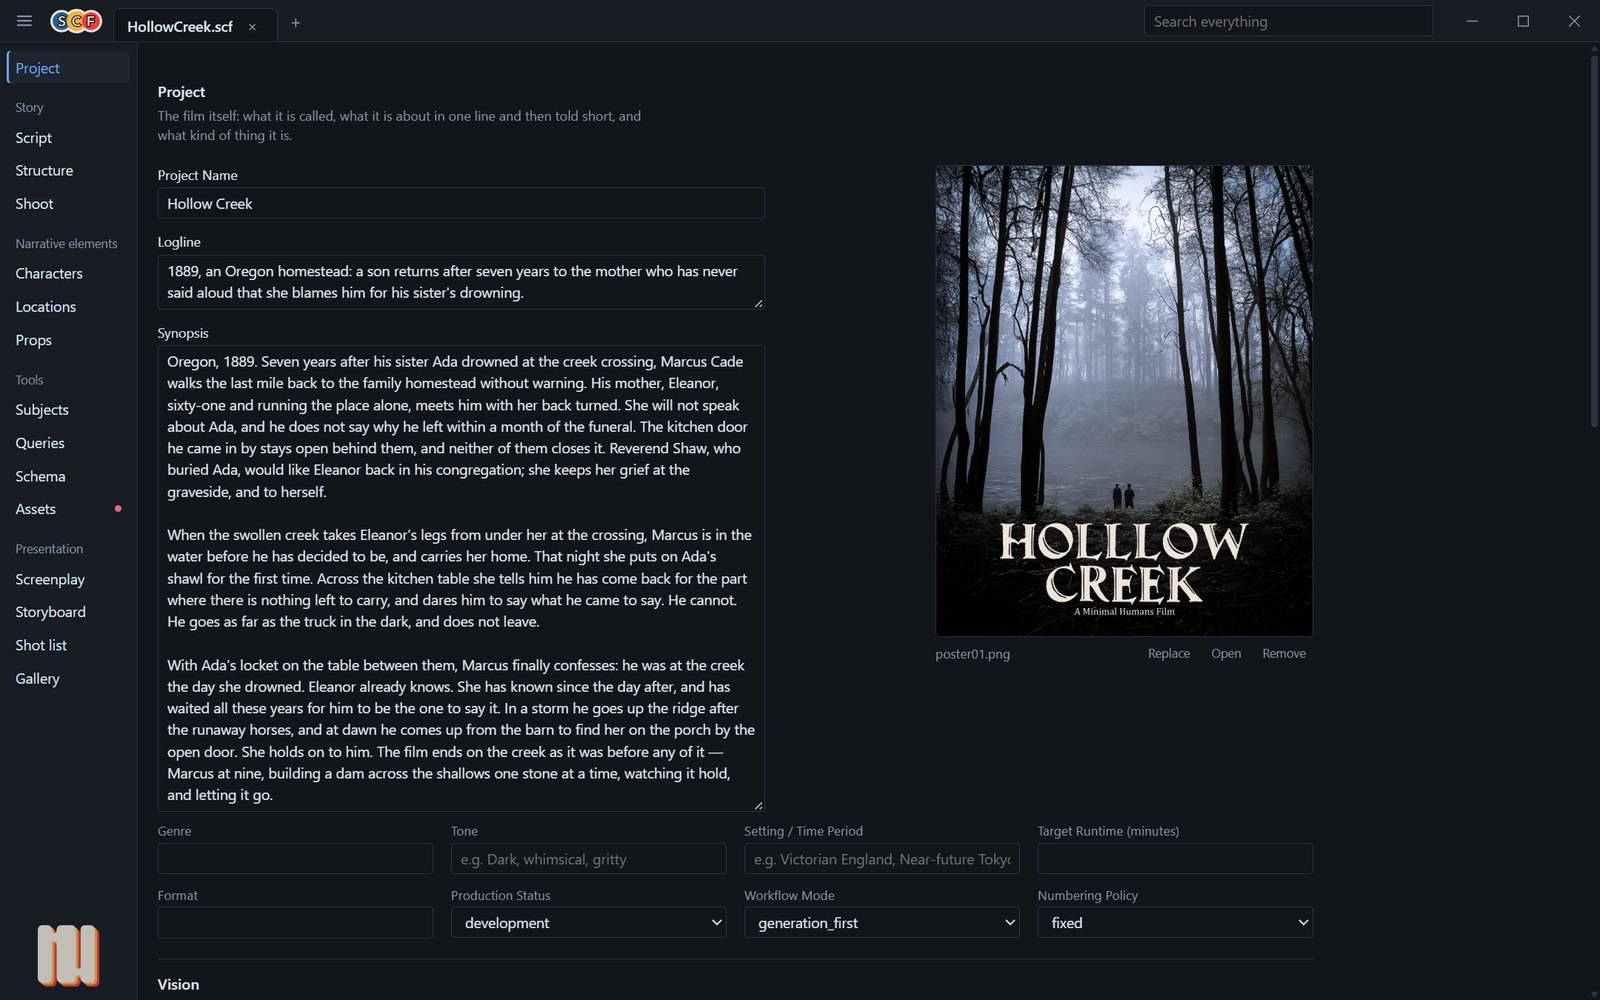 SCF
HollowCreek.scf
Search everything
Project
Story
Script
Structure
Shoot
Narrative elements
Characters
Locations
Props
Tools
Subjects
Queries
Schema
Assets
Presentation
Screenplay
Storyboard
Shot list
Gallery
Project
The film itself: what it is called, what it is about in one line and then told short, and
what kind of thing it is.
Project Name
Hollow Creek
Logline
1889, an Oregon homestead: a son returns after seven years to the mother who has never
said aloud that she blames him for his sister's drowning.
Synopsis
Oregon, 1889. Seven years after his sister Ada drowned at the creek crossing, Marcus Cade
walks the last mile back to the family homestead without warning. His mother, Eleanor,
sixty-one and running the place alone, meets him with her back turned. She will not speak
about Ada, and he does not say why he left within a month of the funeral. The kitchen door
he came in by stays open behind them, and neither of them closes it. Reverend Shaw, who
buried Ada, would like Eleanor back in his congregation; she keeps her grief at the
graveside, and to herself.
When the swollen creek takes Eleanor's legs from under her at the crossing, Marcus is in the
water before he has decided to be, and carries her home. That night she puts on Ada's
shawl for the first time. Across the kitchen table she tells him he has come back for the part
where there is nothing left to carry, and dares him to say what he came to say. He cannot.
He goes as far as the truck in the dark, and does not leave.
With Ada's locket on the table between them, Marcus finally confesses: he was at the creek
the day she drowned. Eleanor already knows. She has known since the day after, and has
waited all these years for him to be the one to say it. In a storm he goes up the ridge after
the runaway horses, and at dawn he comes up from the barn to find her on the porch by the
open door. She holds on to him. The film ends on the creek as it was before any of it —
Marcus at nine, building a dam across the shallows one stone at a time, watching it hold,
and letting it go.
HOLLLOW
CREEK
A Minimal Humans Film
poster01.png
Replace
Open
Remove
Genre
Tone
Setting / Time Period
Target Runtime (minutes)
e.g. Dark, whimsical, gritty
e.g. Victorian England, Near-future Tokyo
Format
Production Status
Workflow Mode
Numbering Policy
development
generation_first
fixed
Vision